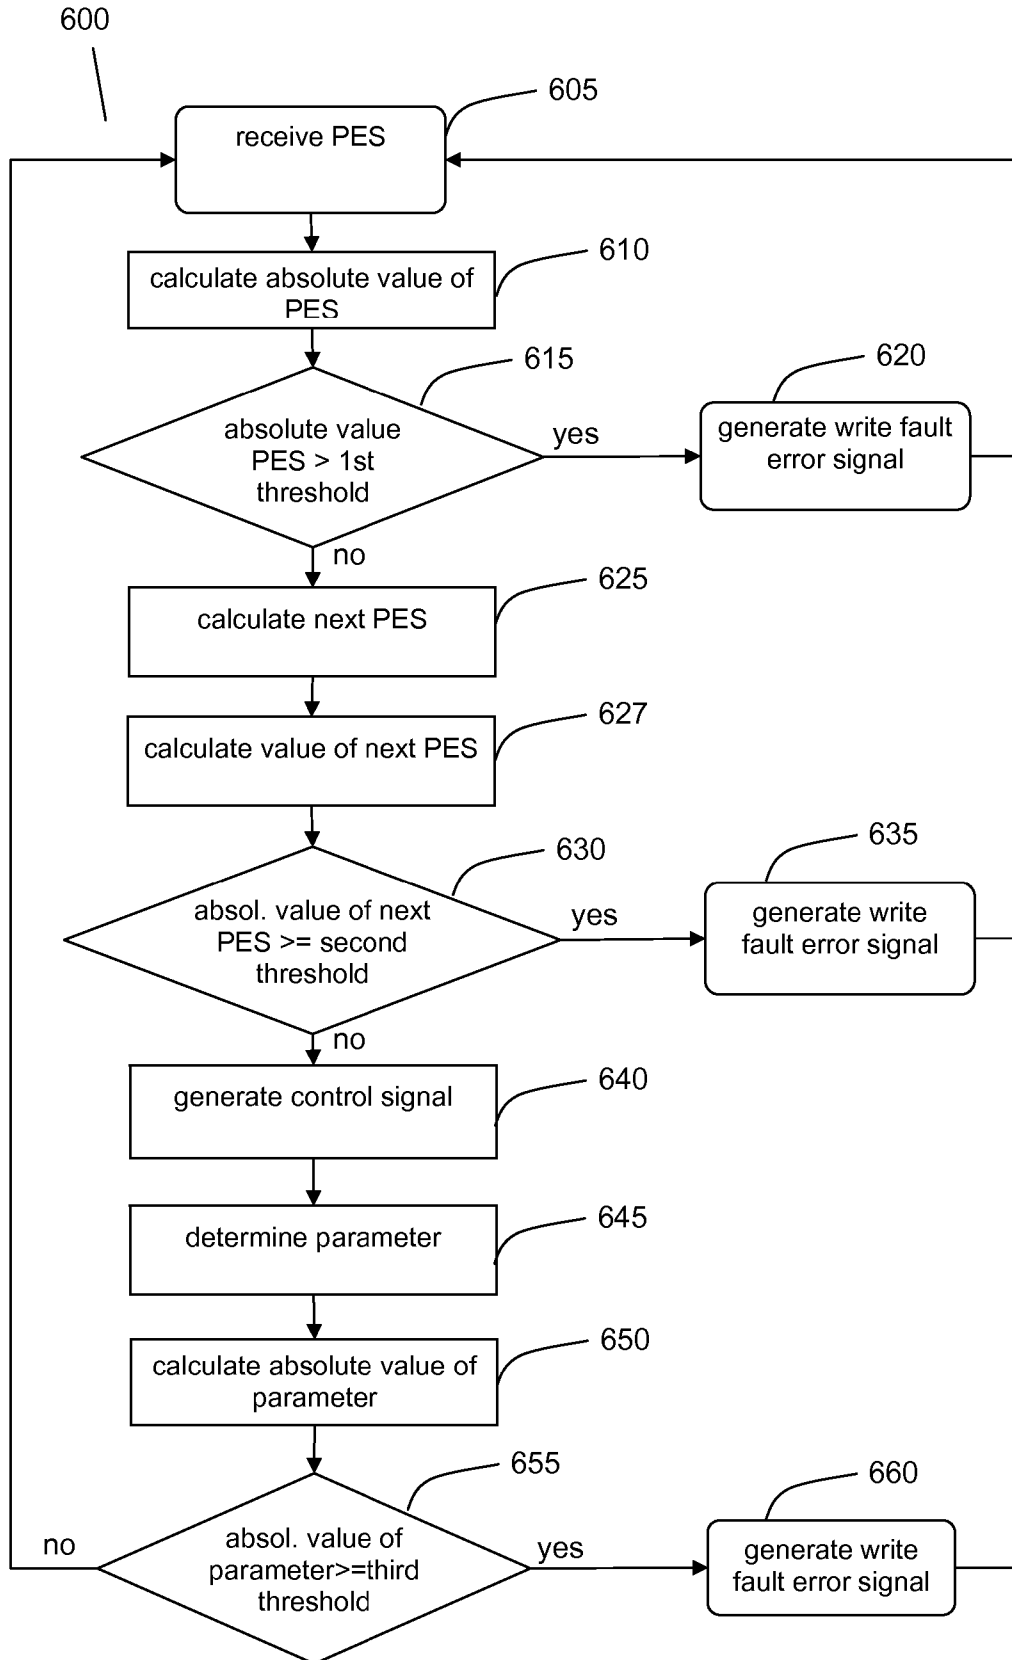 600
605
receive PES
610
calculate absolute value of
PES
615
620
absolute value
PES > 1st
threshold
yes
generate write fault
error signal
no
625
calculate next PES
627
calculate value of next PES
630
635
absol. value of next
PES >= second
threshold
yes
generate write
fault error signal
no
640
generate control signal
645
determine parameter
650
calculate absolute value of
parameter
655
660
no
absol. value of
parameter>=third
threshold
yes
generate write
fault error signal